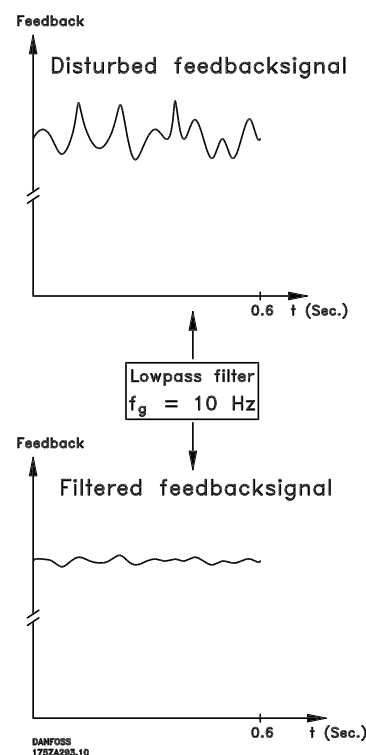 Feedback
Disturbed feedbacksignal
0.6 t (Sec.)
Lowpass filter
fg = 10 Hz
Feedback
Filtered feedbacksignal
0.6 t (Sec.)
DANFOSS
175ZA293.10